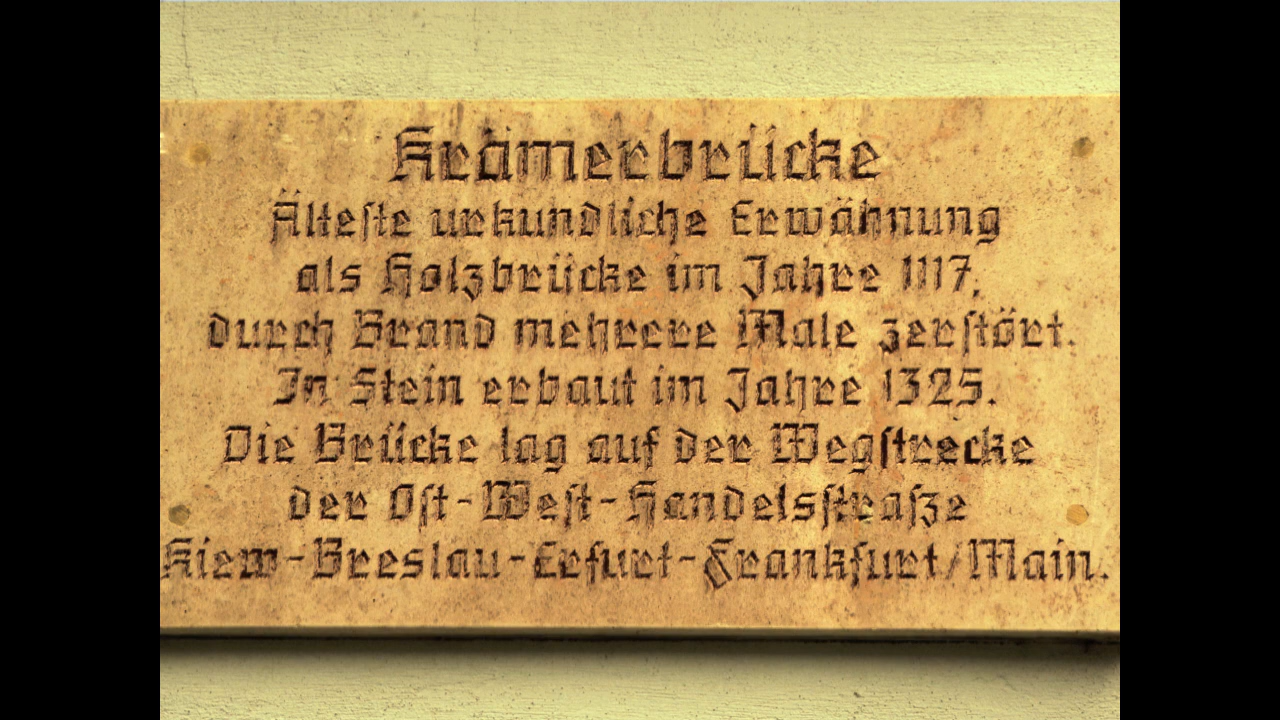 Krämerbrücke
Älteſte urkundliche Erwähnung
als Holzbrücke im Jahre 1117,
durch Brand mehrere Male zerſtört.
In Stein erbaut im Jahre 1325.
Die Brücke lag auf der Wegſtrecke
der Oſt-Weſt-Handelsſtraſze
Kiew-Breslau-Erfurt-Frankfurt/Main.